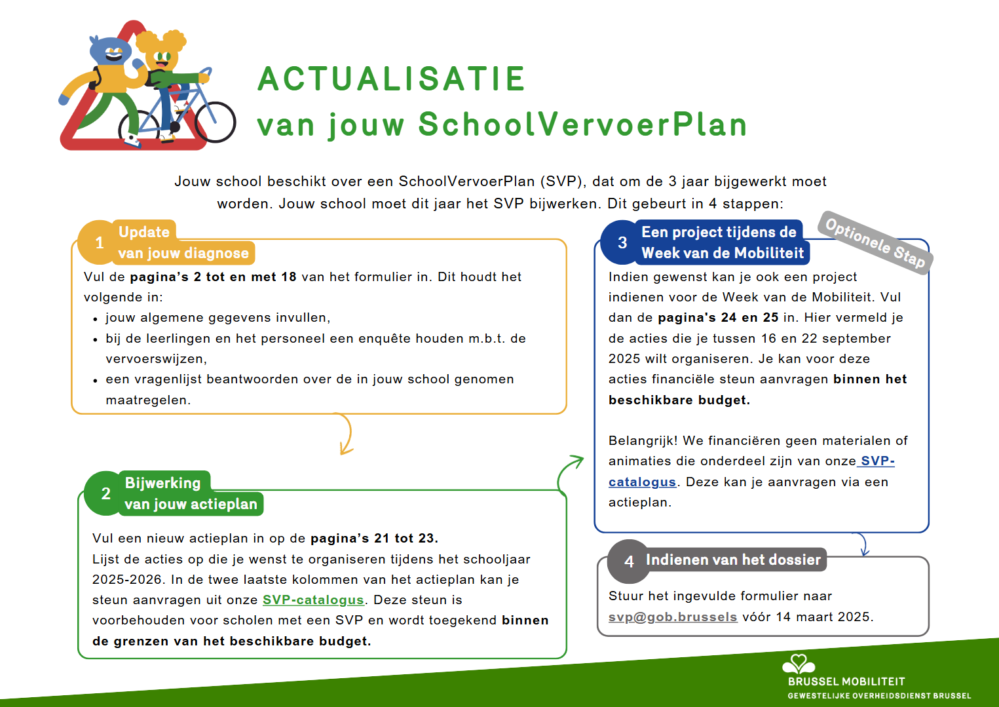 ACTUALISATIE
van jouw SchoolVervoerPlan
Jouw school beschikt over een SchoolVervoerPlan (SVP), dat om de 3 jaar bijgewerkt moet
worden. Jouw school moet dit jaar het SVP bijwerken. Dit gebeurt in 4 stappen:
1
Update
van jouw diagnose
Vul de pagina’s 2 tot en met 18 van het formulier in. Dit houdt het
volgende in:
• jouw algemene gegevens invullen,
• bij de leerlingen en het personeel een enquête houden m.b.t. de
vervoerswijzen,
• een vragenlijst beantwoorden over de in jouw school genomen
maatregelen.
2
Bijwerking
van jouw actieplan
Vul een nieuw actieplan in op de pagina’s 21 tot 23.
Lijst de acties op die je wenst te organiseren tijdens het schooljaar
2025-2026. In de twee laatste kolommen van het actieplan kan je
steun aanvragen uit onze SVP-catalogus. Deze steun is
voorbehouden voor scholen met een SVP en wordt toegekend binnen
de grenzen van het beschikbare budget.
3
Een project tijdens de
Week van de Mobiliteit
Optionele Stap
Indien gewenst kan je ook een project
indienen voor de Week van de Mobiliteit. Vul
dan de pagina's 24 en 25 in. Hier vermeld je
de acties die je tussen 16 en 22 september
2025 wilt organiseren. Je kan voor deze
acties financiële steun aanvragen binnen het
beschikbare budget.
Belangrijk! We financiëren geen materialen of
animaties die onderdeel zijn van onze SVP-
catalogus. Deze kan je aanvragen via een
actieplan.
4
Indienen van het dossier
Stuur het ingevulde formulier naar
svp@gob.brussels vóór 14 maart 2025.
BRUSSEL MOBILITEIT
GEWESTELIJKE OVERHEIDSDIENST BRUSSEL